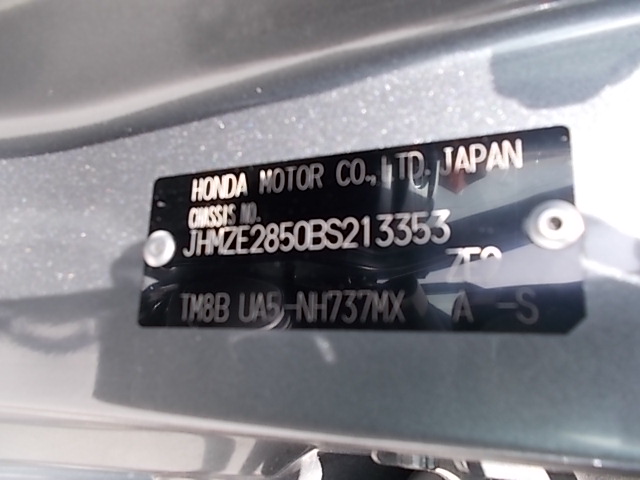 HONDA MOTOR CO.,LTD. JAPAN
CHASSIS NO.
JHMZE2850BS213353
ZE2
TM8B UA5-NH737MX A -S